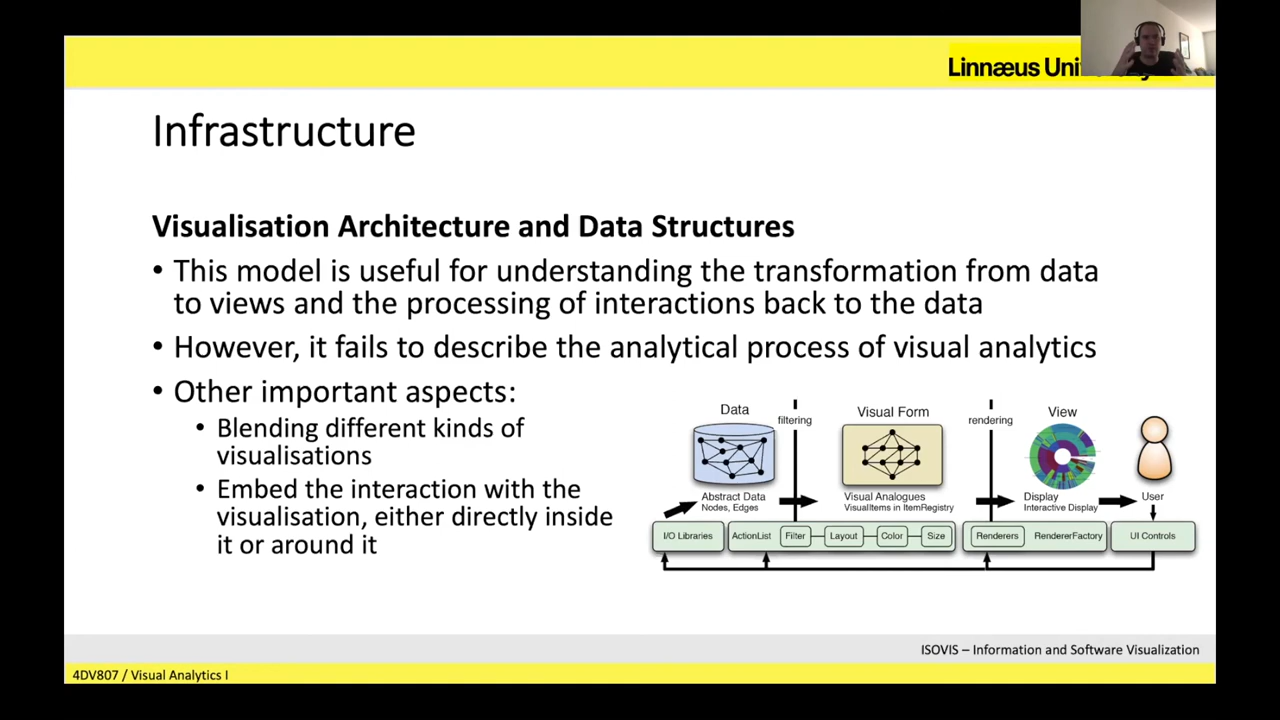 Linnæus Uni
Infrastructure
Visualisation Architecture and Data Structures
• This model is useful for understanding the transformation from data
to views and the processing of interactions back to the data
• However, it fails to describe the analytical process of visual analytics
• Other important aspects:
• Blending different kinds of
visualisations
• Embed the interaction with the
visualisation, either directly inside
it or around it
Data
filtering
Visual Form
rendering
View
Abstract Data
Nodes, Edges
Visual Analogues
VisualItems in ItemRegistry
Display
Interactive Display
User
I/O Libraries
ActionList
Filter
Layout
Color
Size
Renderers
RendererFactory
UI Controls
ISOVIS – Information and Software Visualization
4DV807 / Visual Analytics I